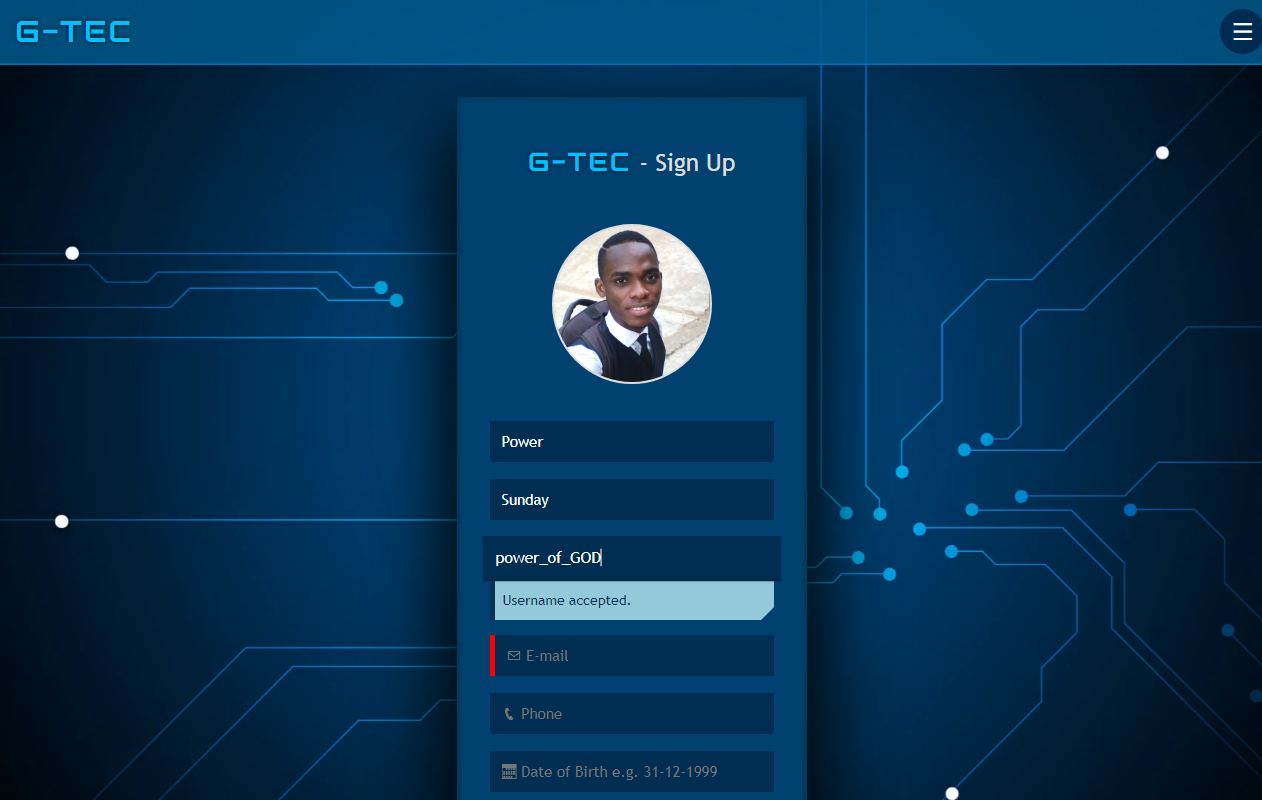 G-TEC
G-TEC - Sign Up
Power
Sunday
power_of_GOD
Username accepted.
E-mail
Phone
Date of Birth e.g. 31-12-1999